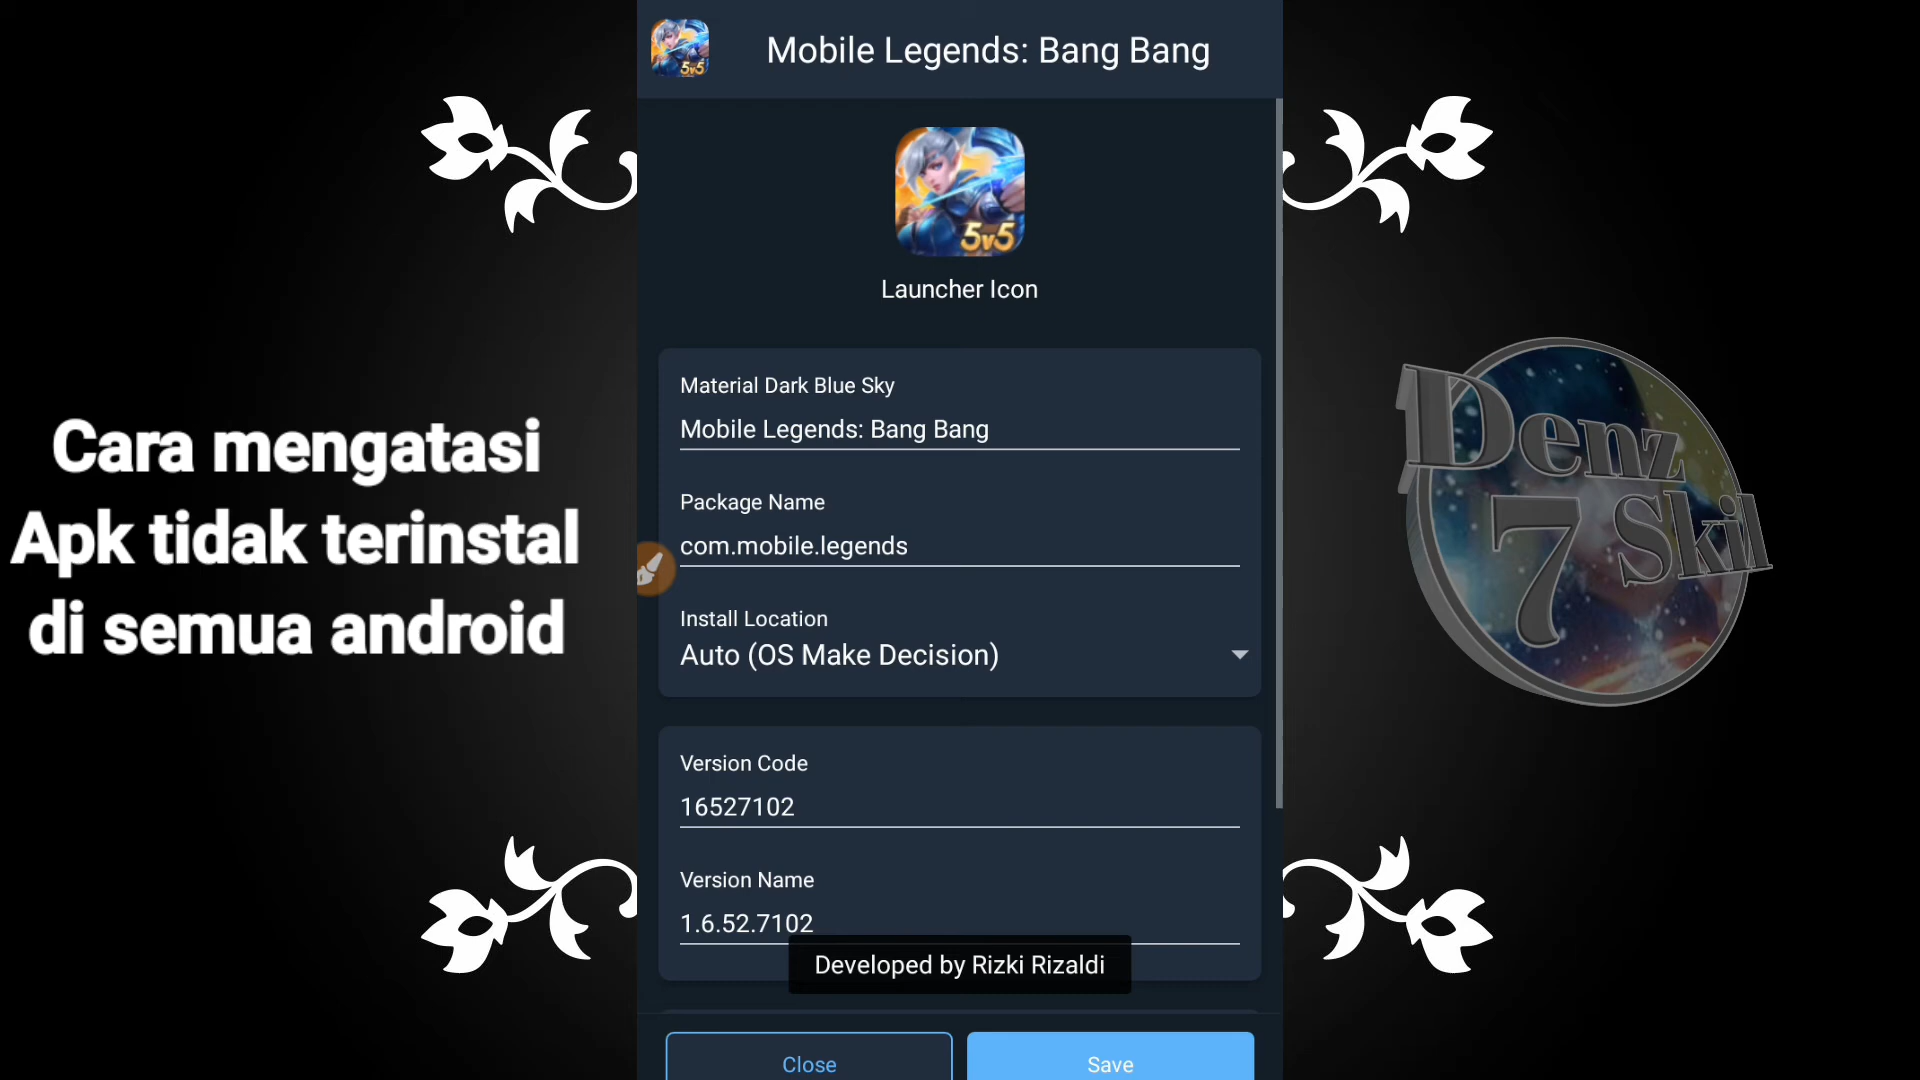 Mobile Legends: Bang Bang
5v5
5v5
Launcher Icon
Material Dark Blue Sky
Mobile Legends: Bang Bang
Package Name
com.mobile.legends
Install Location
Auto (OS Make Decision)
Version Code
16527102
Version Name
1.6.52.7102
Developed by Rizki Rizaldi
Close
Save
Cara mengatasi
Apk tidak terinstal
di semua android
Denz
7 Skil